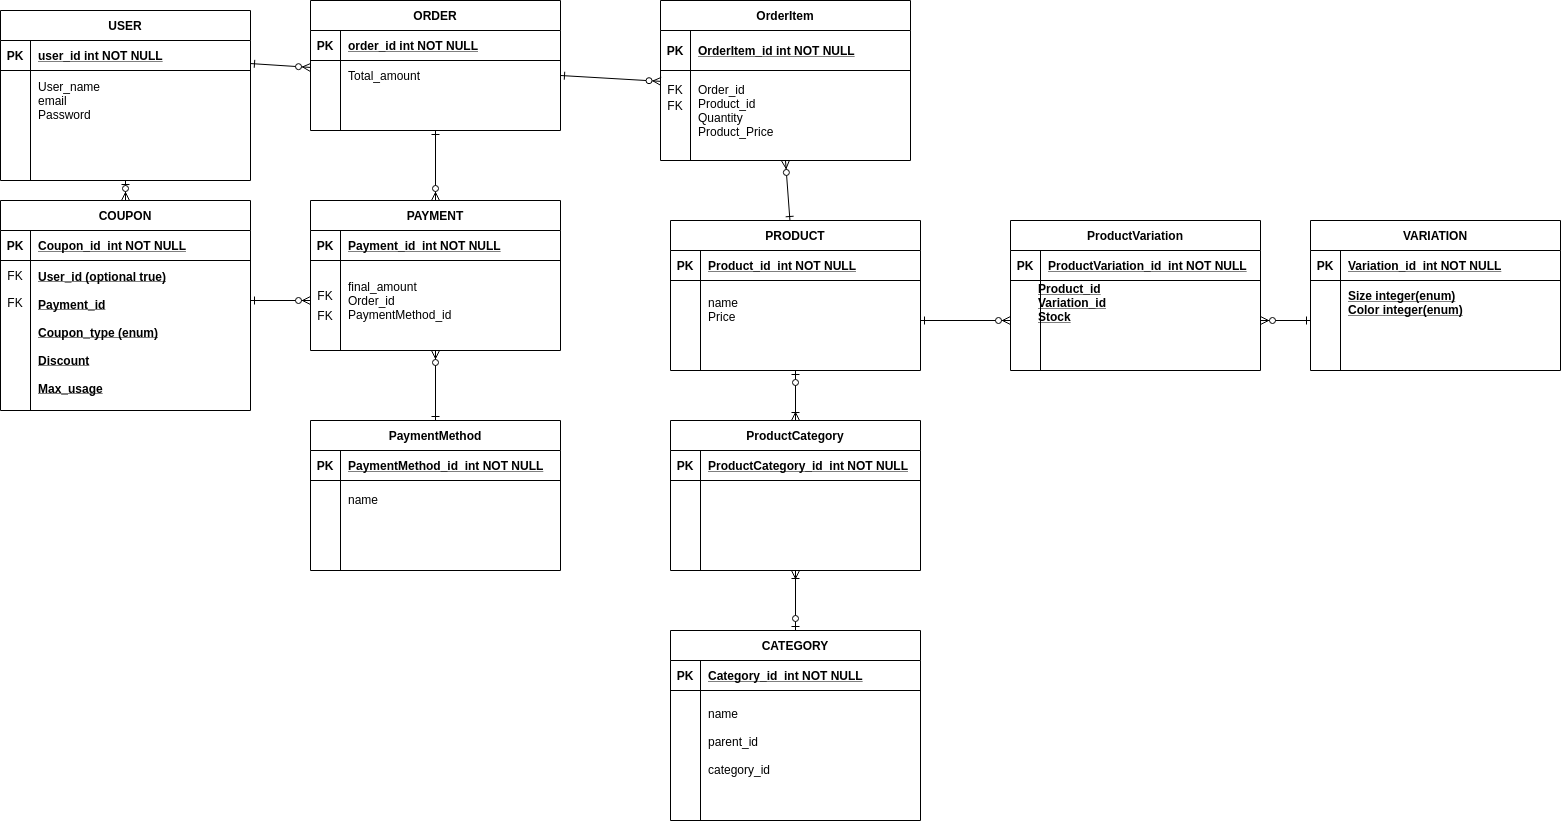 USER
PK user_id int NOT NULL
User_name
email
Password
ORDER
PK order_id int NOT NULL
Total_amount
OrderItem
PK OrderItem_id int NOT NULL
FK Order_id
FK Product_id
Quantity
Product_Price
COUPON
PK Coupon_id int NOT NULL
FK User_id (optional true)
FK Payment_id
Coupon_type (enum)
Discount
Max_usage
PAYMENT
PK Payment_id int NOT NULL
final_amount
FK Order_id
FK PaymentMethod_id
PRODUCT
PK Product_id int NOT NULL
name
Price
ProductVariation
PK ProductVariation_id int NOT NULL
Product_id
Variation_id
Stock
VARIATION
PK Variation_id int NOT NULL
Size integer(enum)
Color integer(enum)
PaymentMethod
PK PaymentMethod_id int NOT NULL
name
ProductCategory
PK ProductCategory_id int NOT NULL
CATEGORY
PK Category_id int NOT NULL
name
parent_id
category_id